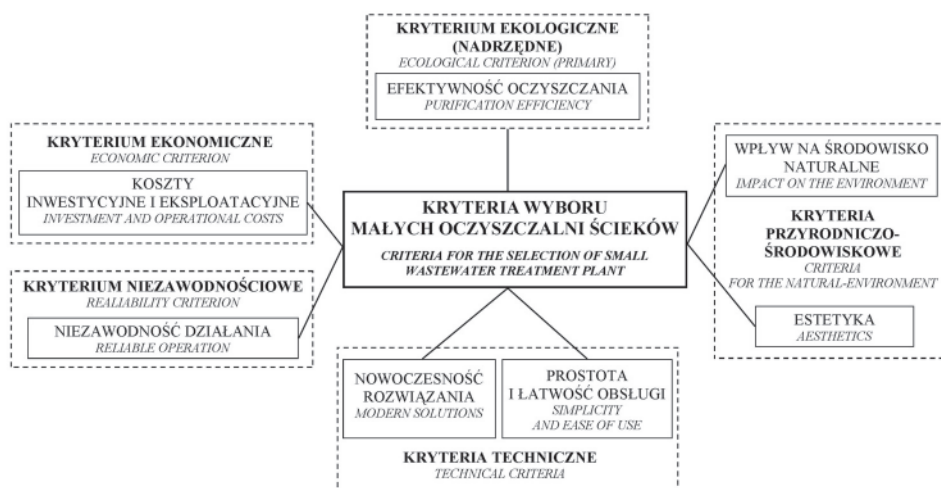 KRYTERIUM EKOLOGICZNE
(NADRZĘDNE)
ECOLOGICAL CRITERION (PRIMARY)
EFEKTYWNOŚĆ OCZYSZCZANIA
PURIFICATION EFFICIENCY
KRYTERIUM EKONOMICZNE
ECONOMIC CRITERION
KOSZTY
INWESTYCYJNE I EKSPLOATACYJNE
INVESTMENT AND OPERATIONAL COSTS
KRYTERIUM NIEZAWODNOŚCIOWE
REALIABILITY CRITERION
NIEZAWODNOŚĆ DZIAŁANIA
RELIABLE OPERATION
KRYTERIA WYBORU
MAŁYCH OCZYSZCZALNI ŚCIEKÓW
CRITERIA FOR THE SELECTION OF SMALL
WASTEWATER TREATMENT PLANT
WPŁYW NA ŚRODOWISKO
NATURALNE
IMPACT ON THE ENVIRONMENT
KRYTERIA
PRZYRODNICZO-
ŚRODOWISKOWE
CRITERIA
FOR THE NATURAL-ENVIRONMENT
ESTETYKA
AESTHETICS
NOWOCZESNOŚĆ
ROZWIĄZANIA
MODERN SOLUTIONS
PROSTOTA
I ŁATWOŚĆ OBSŁUGI
SIMPLICITY
AND EASE OF USE
KRYTERIA TECHNICZNE
TECHNICAL CRITERIA